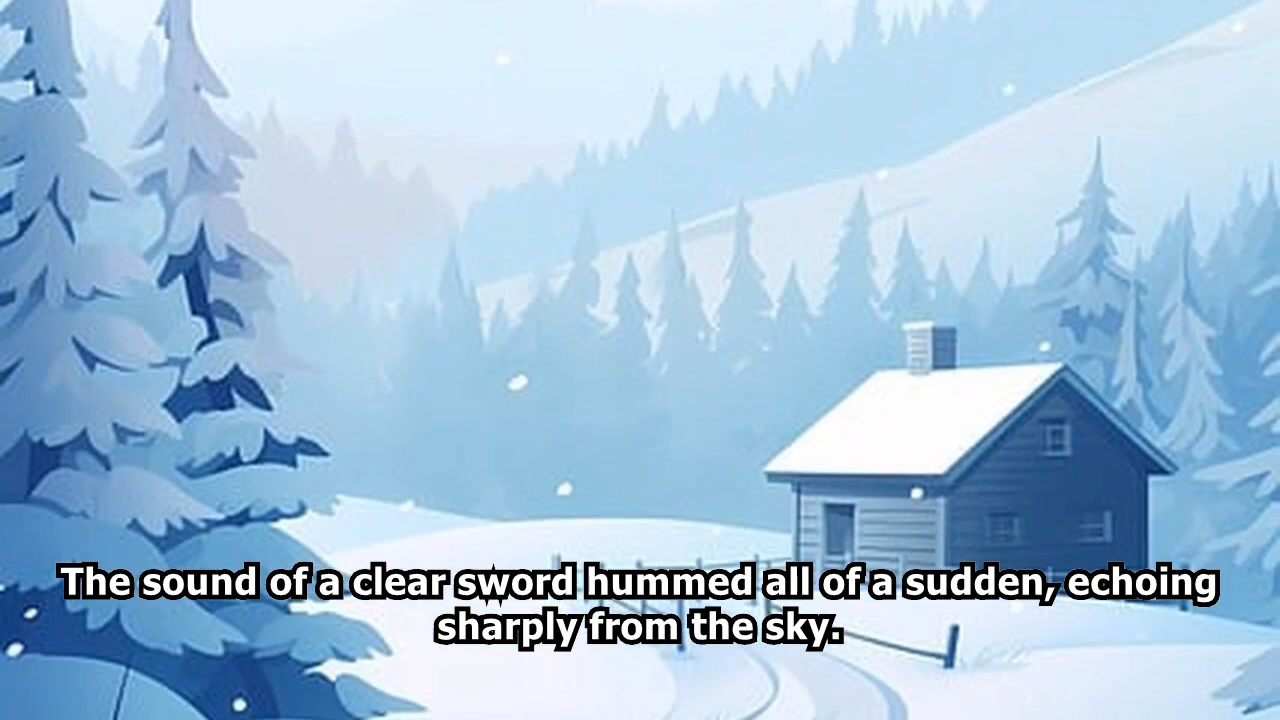 The sound of a clear sword hummed all of a sudden, echoing
sharply from the sky.